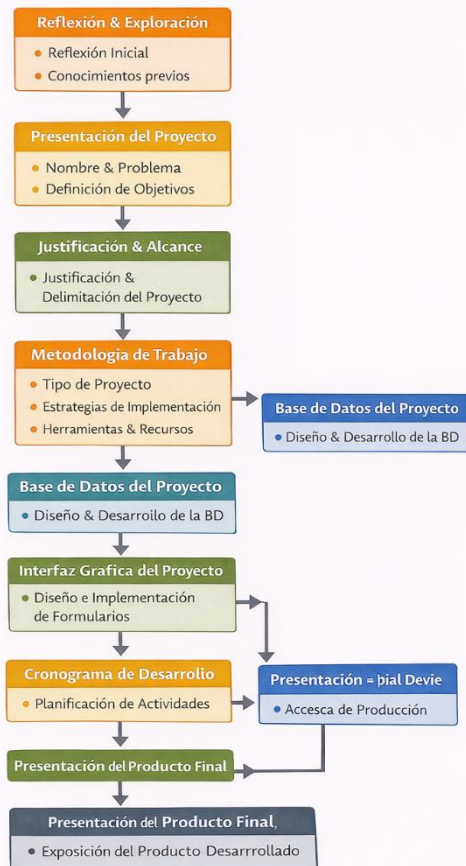 Reflexión & Exploración
• Reflexión Inicial
• Conocimientos previos
Presentación del Proyecto
• Nombre & Problema
• Definición de Objetivos
Justificación & Alcance
• Justificación &
Delimitación del Proyecto
Metodologia de Trabajo
• Tipo de Proyecto
• Estrategias de Implementación
• Herramientas & Recursos
Base de Datos del Proyecto
• Diseño & Desarrollo de la BD
Base de Datos del Proyecto
• Diseño & Desarroilo de la BD
Interfaz Grafica del Proyecto
• Diseño e Implementación
de Formularios
Cronograma de Desarrolio
• Planificación de Actividades
Presentación = þial Devie
• Accesca de Producción
Presentación del Producto Final
Presentación del Producto Final,
• Exposición del Producto Desarrrollado